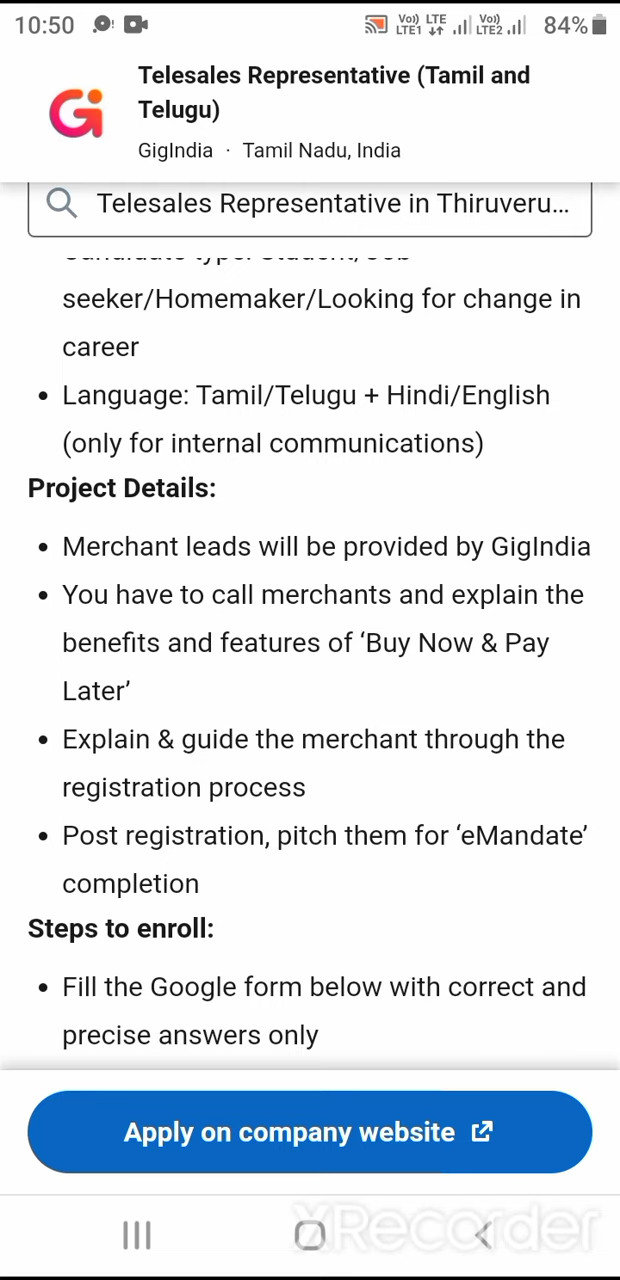 10:50
Vo)) LTE
LTE1
Vo))
LTE2
84%
Telesales Representative (Tamil and
Telugu)
GigIndia · Tamil Nadu, India
Telesales Representative in Thiruveru...
Candidate type: Student/Job
seeker/Homemaker/Looking for change in
career
• Language: Tamil/Telugu + Hindi/English
(only for internal communications)
Project Details:
• Merchant leads will be provided by GigIndia
• You have to call merchants and explain the
benefits and features of ‘Buy Now & Pay
Later’
• Explain & guide the merchant through the
registration process
• Post registration, pitch them for ‘eMandate’
completion
Steps to enroll:
• Fill the Google form below with correct and
precise answers only
Apply on company website
XRecorder